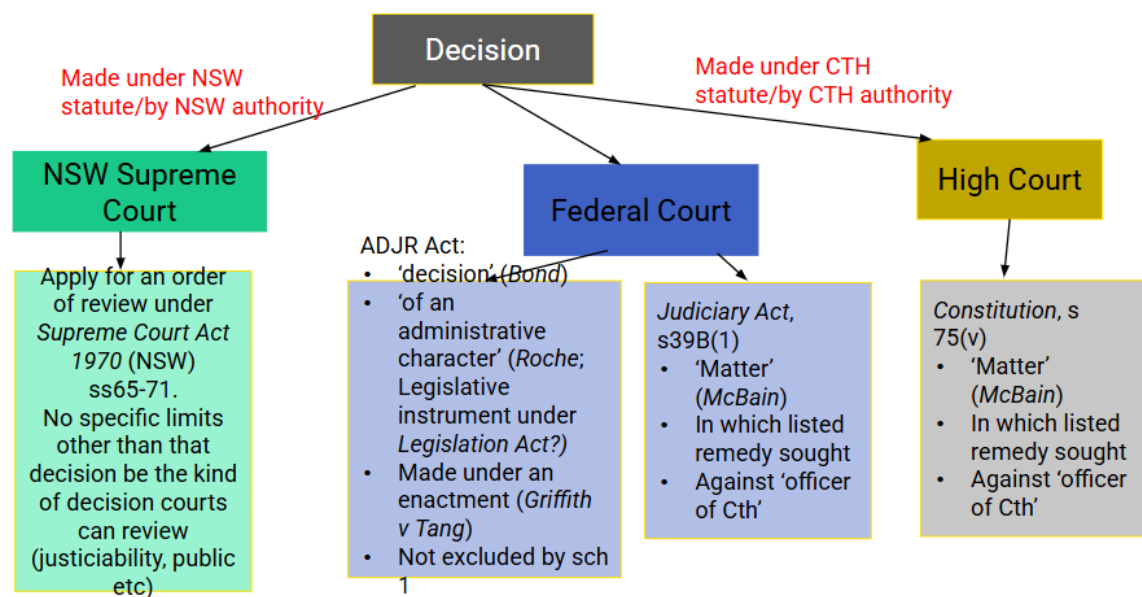 Decision
Made under NSW
statute/by NSW authority
Made under CTH
statute/by CTH authority
NSW Supreme
Court
Federal Court
High Court
Apply for an order
of review under
Supreme Court Act
1970 (NSW)
ss65-71.
No specific limits
other than that
decision be the kind
of decision courts
can review
(justiciability, public
etc)
ADJR Act:
• ‘decision’ (Bond)
• ‘of an
administrative
character’ (Roche;
Legislative
instrument under
Legislation Act?)
• Made under an
enactment (Griffith
v Tang)
• Not excluded by sch
1
Judiciary Act,
s39B(1)
• ‘Matter’
(McBain)
• In which listed
remedy sought
• Against ‘officer
of Cth’
Constitution, s
75(v)
• ‘Matter’
(McBain)
• In which listed
remedy sought
• Against ‘officer
of Cth’